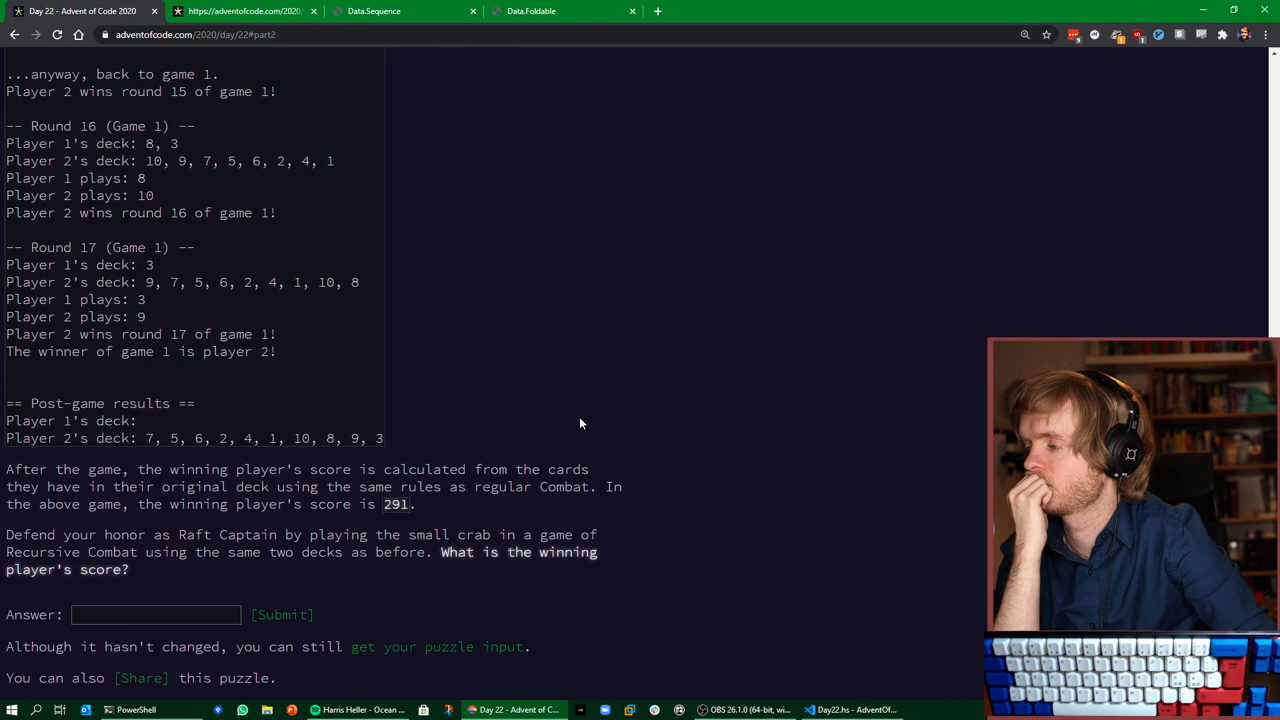 Day 22 - Advent of Code 2020
https://adventofcode.com/2020/
Data.Sequence
Data.Foldable
adventofcode.com/2020/day/22#part2
...anyway, back to game 1.
Player 2 wins round 15 of game 1!
-- Round 16 (Game 1) --
Player 1's deck: 8, 3
Player 2's deck: 10, 9, 7, 5, 6, 2, 4, 1
Player 1 plays: 8
Player 2 plays: 10
Player 2 wins round 16 of game 1!
-- Round 17 (Game 1) --
Player 1's deck: 3
Player 2's deck: 9, 7, 5, 6, 2, 4, 1, 10, 8
Player 1 plays: 3
Player 2 plays: 9
Player 2 wins round 17 of game 1!
The winner of game 1 is player 2!
== Post-game results ==
Player 1's deck:
Player 2's deck: 7, 5, 6, 2, 4, 1, 10, 8, 9, 3
After the game, the winning player's score is calculated from the cards
they have in their original deck using the same rules as regular Combat. In
the above game, the winning player's score is 291.
Defend your honor as Raft Captain by playing the small crab in a game of
Recursive Combat using the same two decks as before. What is the winning
player's score?
Answer: [Submit]
Although it hasn't changed, you can still get your puzzle input.
You can also [Share] this puzzle.
PowerShell
Harris Heller - Ocean ...
Day 22 - Advent of C...
OBS 26.1.0 (64-bit, wi...
Day22.hs - AdventOf...